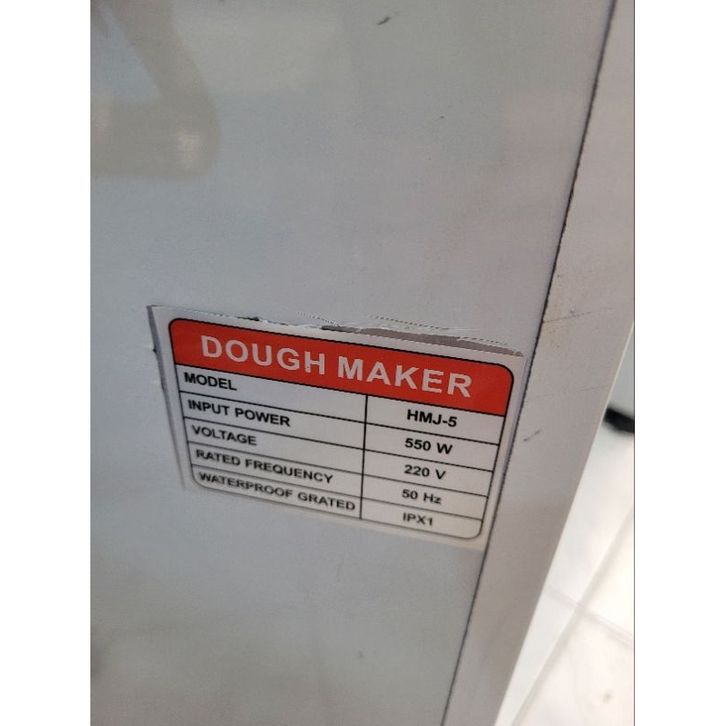 DOUGH MAKER
MODEL HMJ-5
INPUT POWER 550 W
VOLTAGE 220 V
RATED FREQUENCY 50 Hz
WATERPROOF GRATED IPX1